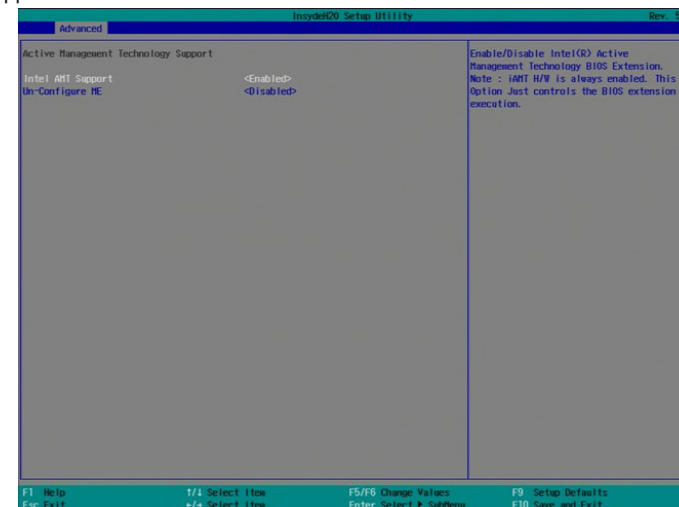 InsydeH20 Setup Utility Rev. 5
Advanced
Active Management Technology Support
Intel AMT Support <Enabled>
Un-Configure ME <Disabled>
Enable/Disable Intel(R) Active
Management Technology BIOS Extension.
Note : iAMT H/W is always enabled. This
Option Just controls the BIOS extension
execution.
F1 Help ↑/↓ Select Item F5/F6 Change Values F9 Setup Defaults
Esc Exit ←/→ Select Item Enter Select ▶ SubMenu F10 Save and Exit